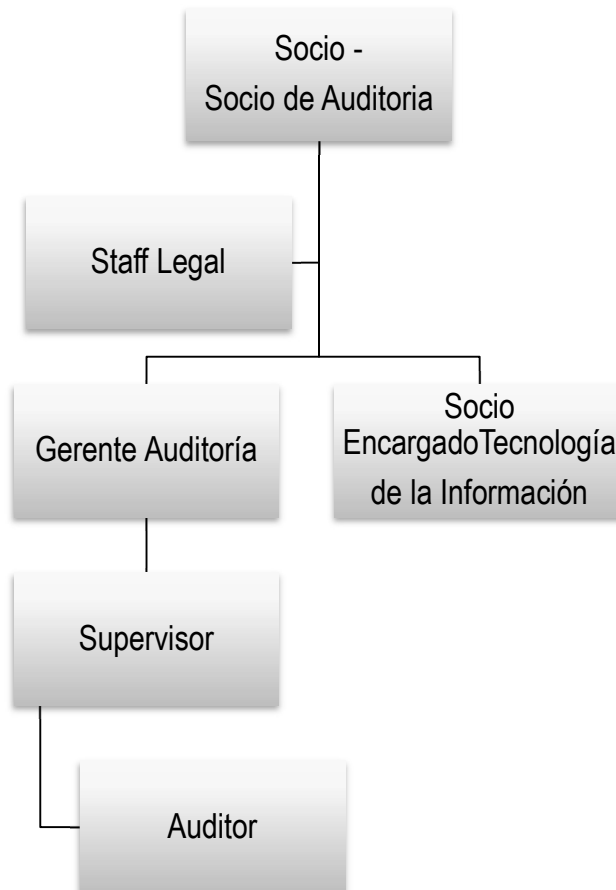 Socio -
Socio de Auditoria
Staff Legal
Gerente Auditoría
Socio
EncargadoTecnología
de la Información
Supervisor
Auditor